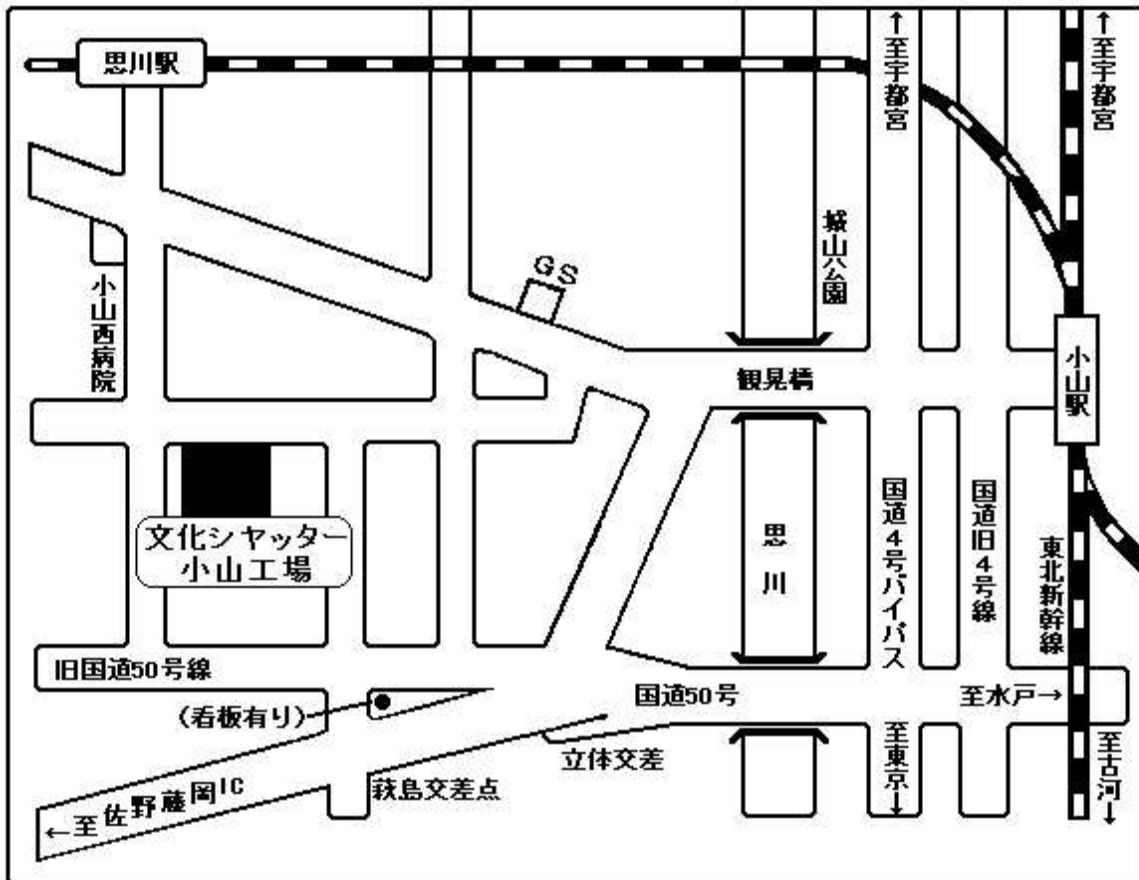 思川駅
↑至宇都宮
↑至宇都宮
城山公園
GS
小山西病院
観晃橋
小山駅
文化シヤッター
小山工場
思川
国道4号バイパス
国道旧4号線
東北新幹線
旧国道50号線
(看板有り)
国道50号
至水戸→
立体交差
萩島交差点
←至佐野藤岡IC
至東京↓
至古河↓